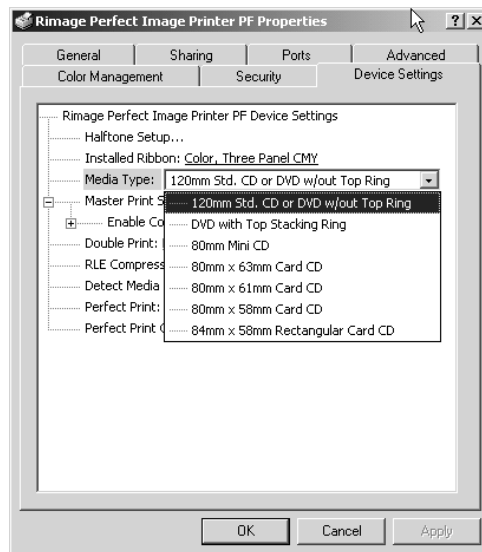 Rimage Perfect Image Printer PF Properties
General Sharing Ports Advanced
Color Management Security Device Settings
Rimage Perfect Image Printer PF Device Settings
Halftone Setup...
Installed Ribbon: Color, Three Panel CMY
Media Type: 120mm Std. CD or DVD w/out Top Ring
Master Print S
120mm Std. CD or DVD w/out Top Ring
Enable Co
DVD with Top Stacking Ring
Double Print:
80mm Mini CD
RLE Compress
80mm x 63mm Card CD
Detect Media
80mm x 61mm Card CD
Perfect Print:
80mm x 58mm Card CD
Perfect Print
84mm x 58mm Rectangular Card CD
OK Cancel Apply